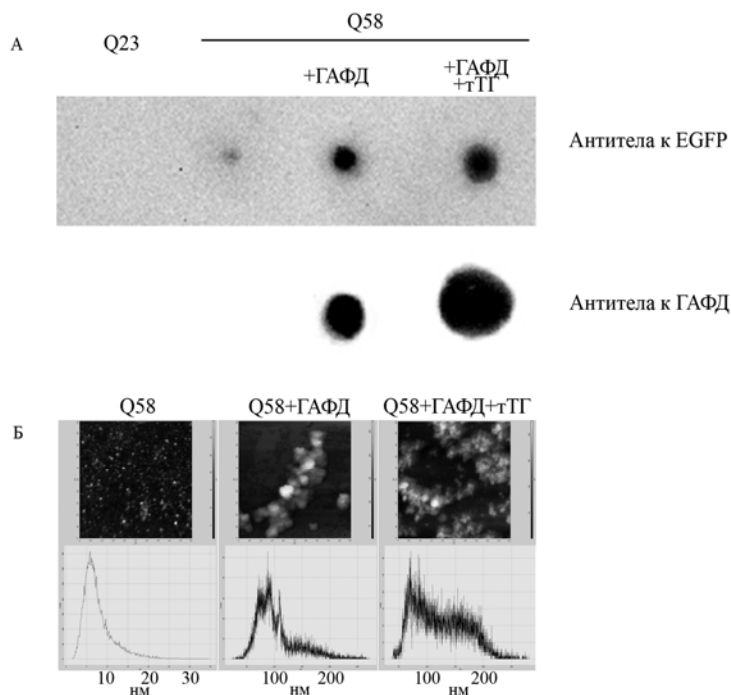 Q58
А
Q23
+ГАФД
+ГАФД
+тТГ
Антитела к EGFP
Антитела к ГАФД
Б
Q58
Q58+ГАФД
Q58+ГАФД+тТГ
10 20 30
нм
100 200
нм
100 200
нм